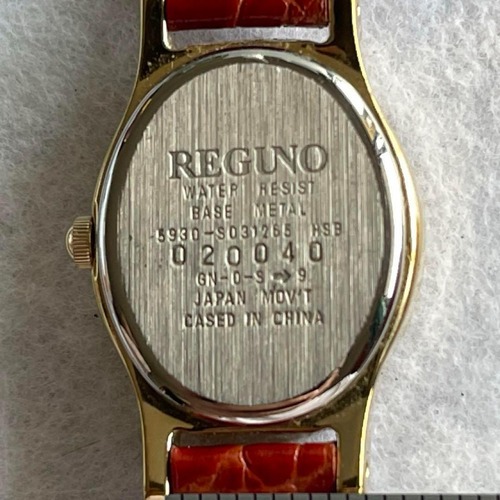 REGUNO
WATER RESIST
BASE METAL
5930-S031265 HSB
020040
GN-0-S→9
JAPAN MOV'T
CASED IN CHINA